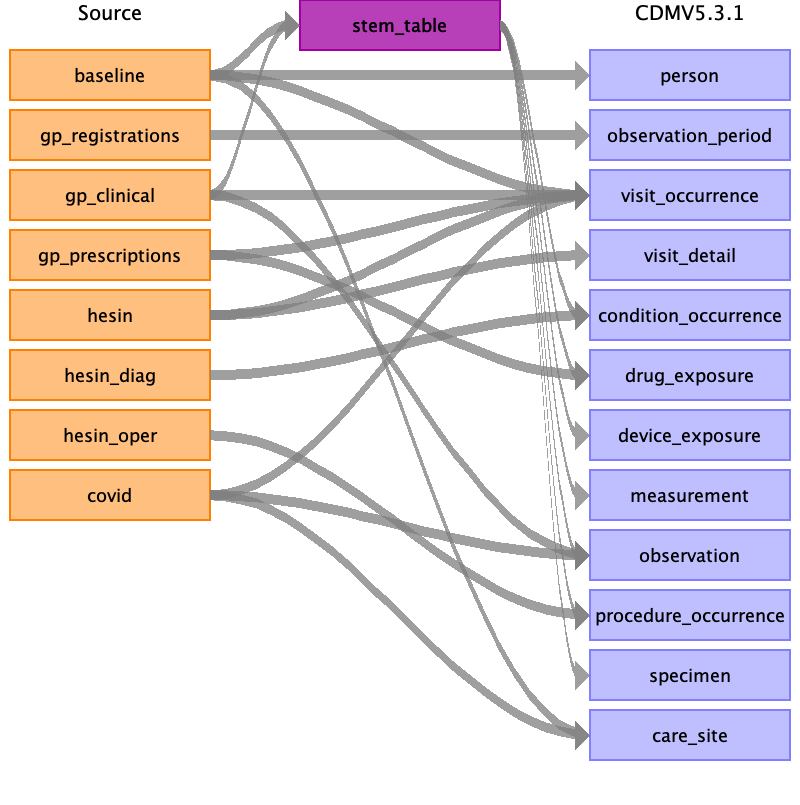 Source
stem_table
CDMV5.3.1
baseline
person
gp_registrations
observation_period
gp_clinical
visit_occurrence
gp_prescriptions
visit_detail
hesin
condition_occurrence
hesin_diag
drug_exposure
hesin_oper
device_exposure
covid
measurement
observation
procedure_occurrence
specimen
care_site